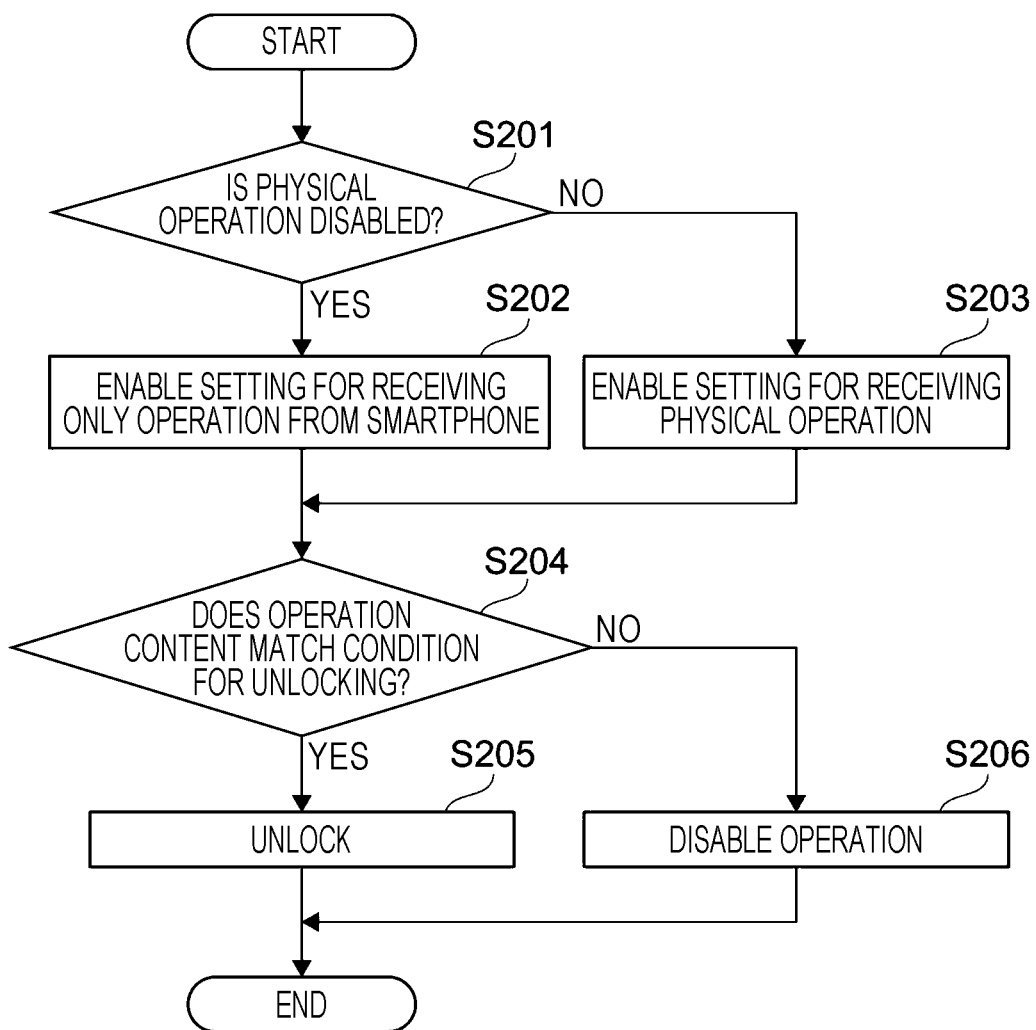 START
S201
IS PHYSICAL
OPERATION DISABLED?
NO
YES
S202
S203
ENABLE SETTING FOR RECEIVING
ONLY OPERATION FROM SMARTPHONE
ENABLE SETTING FOR RECEIVING
PHYSICAL OPERATION
S204
DOES OPERATION
CONTENT MATCH CONDITION
FOR UNLOCKING?
NO
YES
S205
S206
UNLOCK
DISABLE OPERATION
END